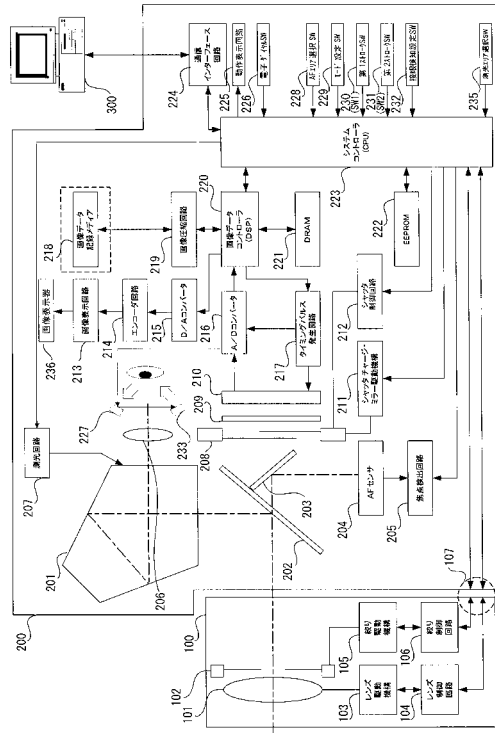 300
224
通信
インターフェース
回路
225
動作表示回路
226
電子ダイヤルSW
228
AFエリア選択SW
229
モード設定SW
230
(SW1)
第1ストロークSW
231
(SW2)
第2ストロークSW
232
235
測光エリア選択SW
システム
コントローラ
(CPU)
223
218
画像データ
記録メディア
219
画像圧縮回路
220
画像データ
コントローラ
(DSP)
221
DRAM
222
EEPROM
236
画像表示器
213
画像表示回路
214
エンコーダ回路
215
D/Aコンバータ
216
A/Dコンバータ
217
タイミングパルス
発生回路
212
シャッタ
制御回路
211
シャッタチャージ・
ミラー駆動機構
210
209
208
227
233
207
測光回路
206
201
203
202
204
AFセンサ
205
焦点検出回路
200
100
107
102
101
105
絞り
駆動
機構
106
絞り
制御
回路
103
レンズ
駆動
機構
104
レンズ
制御
回路